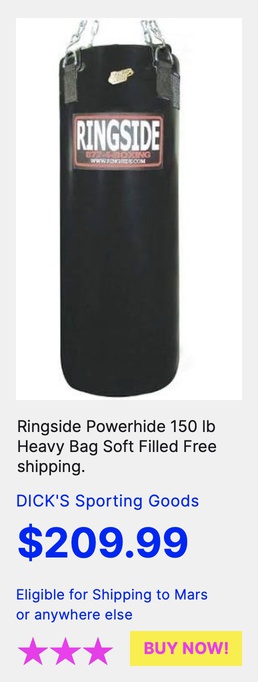 RINGSIDE
877-4-BOXING
WWW.RINGSIDE.COM
Ringside Powerhide 150 lb
Heavy Bag Soft Filled Free
shipping.
DICK'S Sporting Goods
$209.99
Eligible for Shipping to Mars
or anywhere else
BUY NOW!